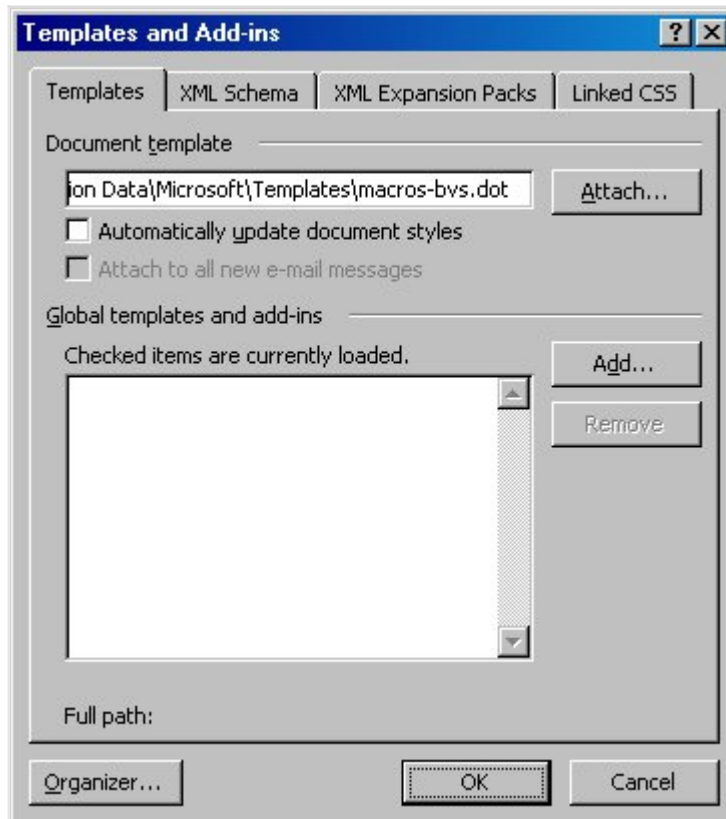 Templates and Add-ins
Templates XML Schema XML Expansion Packs Linked CSS
Document template
ion Data\Microsoft\Templates\macros-bvs.dot Attach...
Automatically update document styles
Attach to all new e-mail messages
Global templates and add-ins
Checked items are currently loaded. Add...
Remove
Full path:
Organizer... OK Cancel